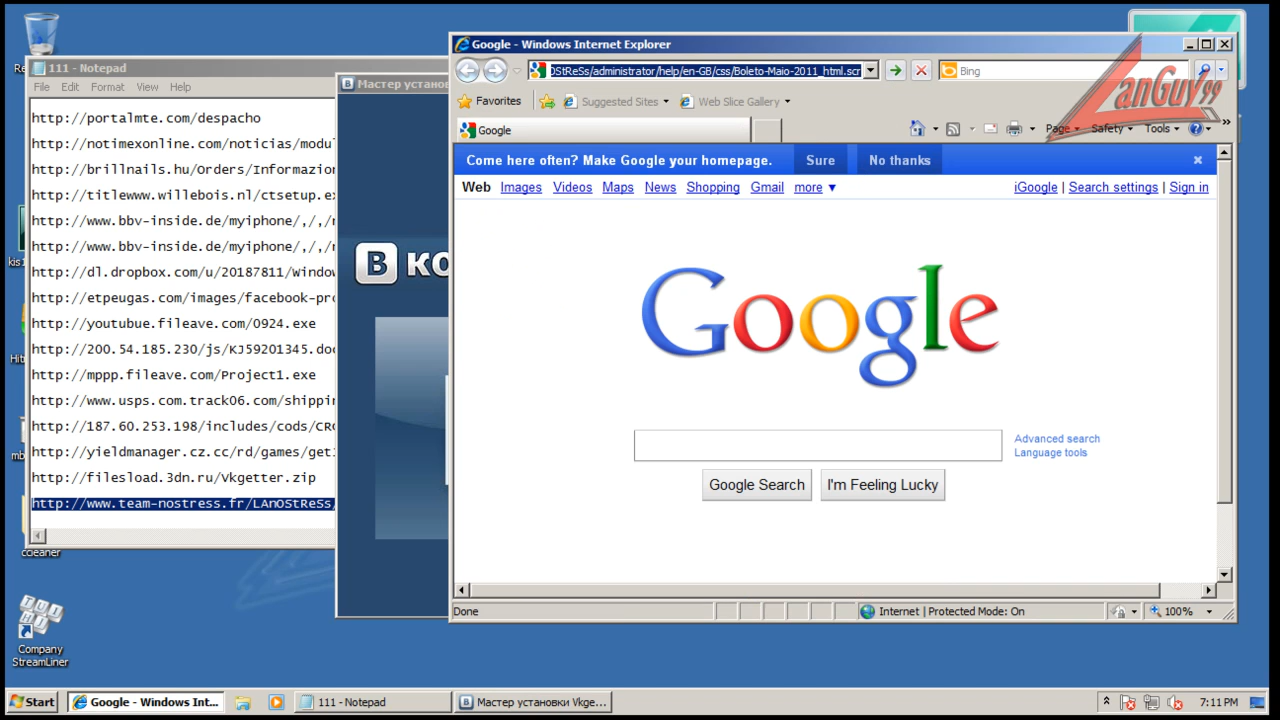 Re
111 - Notepad
File Edit Format View Help
http://portalmte.com/despacho
http://notimexonline.com/noticias/modul
http://brillnails.hu/Orders/Informazion
http://titlewww.willebois.nl/ctsetup.ex
http://www.bbv-inside.de/myiphone/,/,/
http://www.bbv-inside.de/myiphone/,/,/
http://dl.dropbox.com/u/20187811/window
http://etpeugas.com/images/facebook-pr
http://youtubue.fileave.com/0924.exe
http://200.54.185.230/js/KJ59201345.do
http://mppp.fileave.com/Project1.exe
http://www.usps.com.track06.com/shippin
http://187.60.253.198/includes/cods/CR
http://yieldmanager.cz.cc/rd/games/get
http://filesload.3dn.ru/Vkgetter.zip
http://www.team-nostress.fr/LAnOStReSs/
kis1
Hit
mb
ccleaner
Company
StreamLiner
Мастер установ
В КО
Google - Windows Internet Explorer
OStReSs/administrator/help/en-GB/css/Boleto-Maio-2011_html.scr
Bing
LanGuy99
Favorites Suggested Sites Web Slice Gallery
Google
Page Safety Tools
Come here often? Make Google your homepage. Sure No thanks
Web Images Videos Maps News Shopping Gmail more ▼ iGoogle | Search settings | Sign in
Google
Advanced search
Language tools
Google Search I'm Feeling Lucky
Done Internet | Protected Mode: On 100%
Start Google - Windows Int... 111 - Notepad Мастер установки Vkge... 7:11 PM